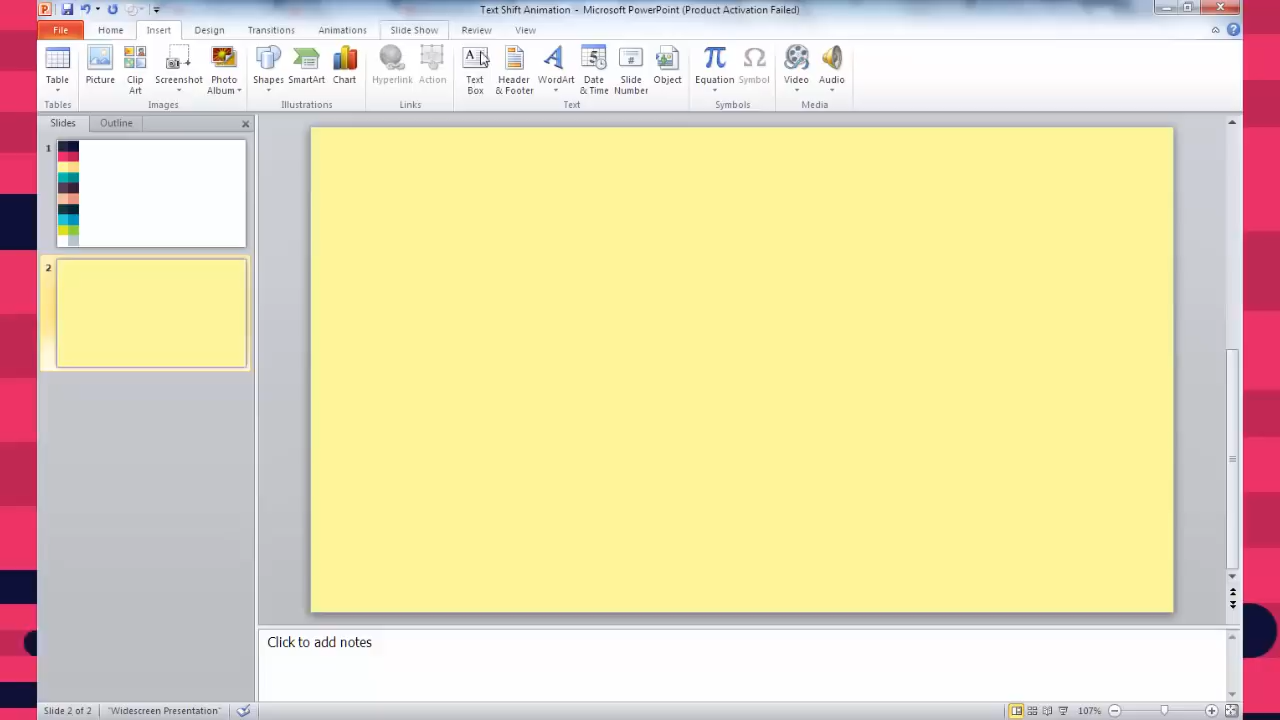 Text Shift Animation - Microsoft PowerPoint (Product Activation Failed)
File Home Insert Design Transitions Animations Slide Show Review View
Table Picture Clip Art Screenshot Photo Album Shapes SmartArt Chart Hyperlink Action Text Box Header & Footer WordArt Date & Time Slide Number Object Equation Symbol Video Audio
Tables Images Illustrations Links Text Symbols Media
Slides Outline
1
2
Click to add notes
Slide 2 of 2 "Widescreen Presentation" 107%